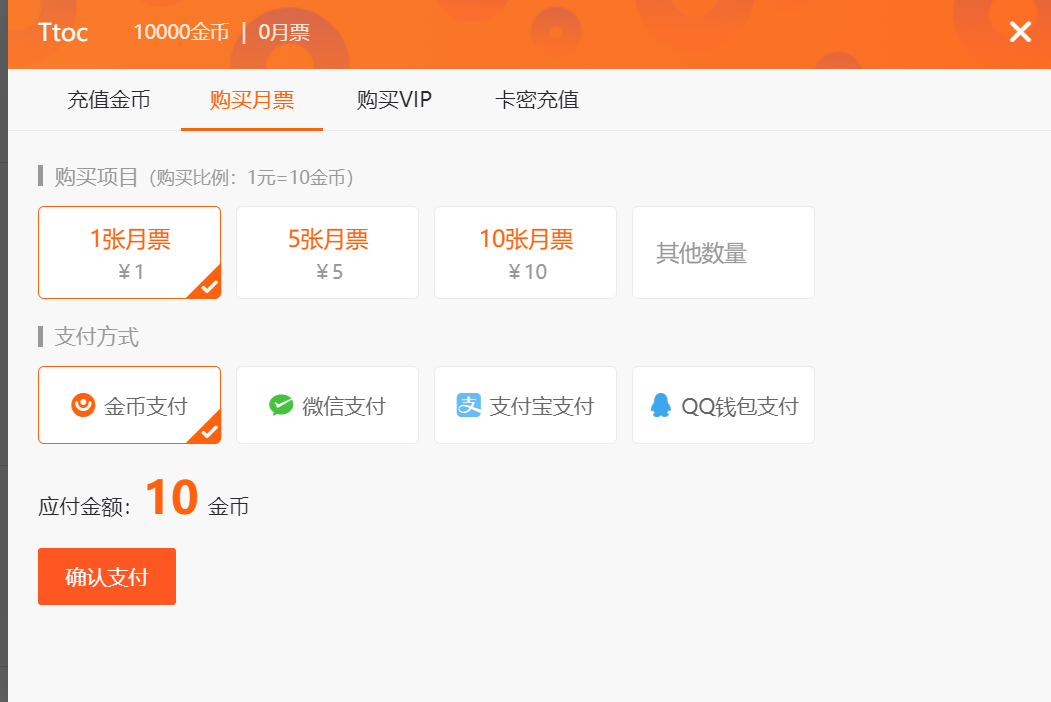 Ttoc 10000金币 | 0月票
充值金币 购买月票 购买VIP 卡密充值
购买项目（购买比例：1元=10金币）
1张月票 5张月票 10张月票 其他数量
¥1 ¥5 ¥10
支付方式
金币支付 微信支付 支付宝支付 QQ钱包支付
应付金额：10 金币
确认支付